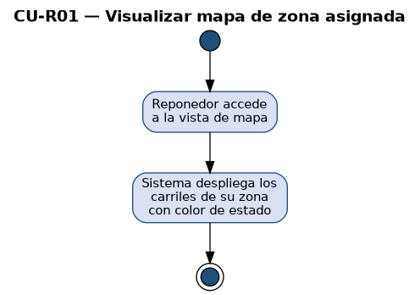 CU-R01 — Visualizar mapa de zona asignada
Reponedor accede
a la vista de mapa
Sistema despliega los
carriles de su zona
con color de estado